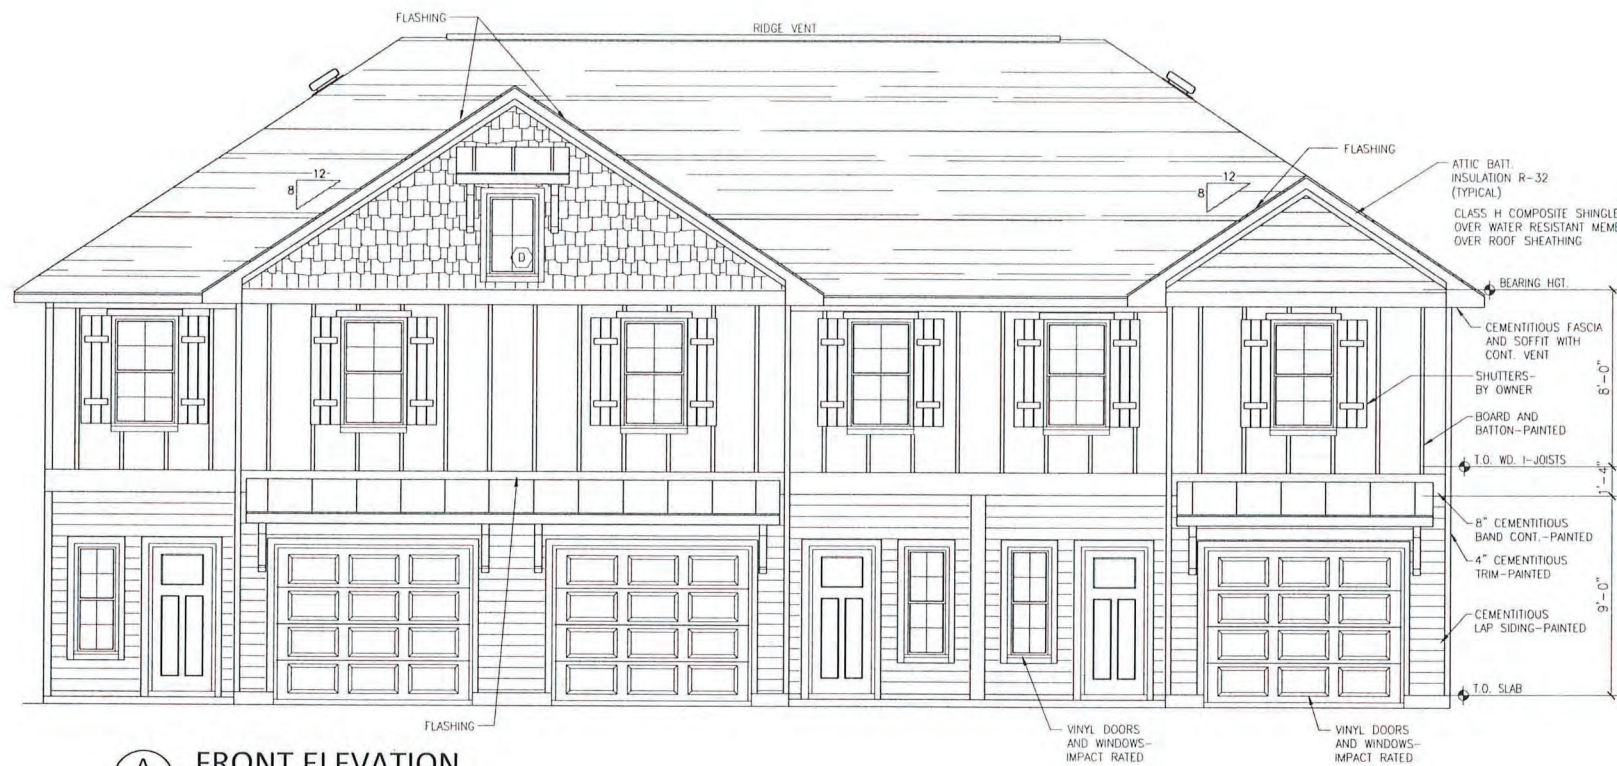 FLASHING
RIDGE VENT
FLASHING
12
8
12
8
ATTIC BATT.
INSULATION R-32
(TYPICAL)
CLASS H COMPOSITE SHINGLE
OVER WATER RESISTANT MEMB
OVER ROOF SHEATHING
D
BEARING HGT.
CEMENTITIOUS FASCIA
AND SOFFIT WITH
CONT. VENT
SHUTTERS-
BY OWNER
8'-0"
BOARD AND
BATTON-PAINTED
T.O. WD. I-JOISTS
1'-4"
8" CEMENTITIOUS
BAND CONT.-PAINTED
4" CEMENTITIOUS
TRIM-PAINTED
9'-0"
CEMENTITIOUS
LAP SIDING-PAINTED
T.O. SLAB
FLASHING
VINYL DOORS
AND WINDOWS-
IMPACT RATED
VINYL DOORS
AND WINDOWS-
IMPACT RATED
A
FRONT ELEVATION